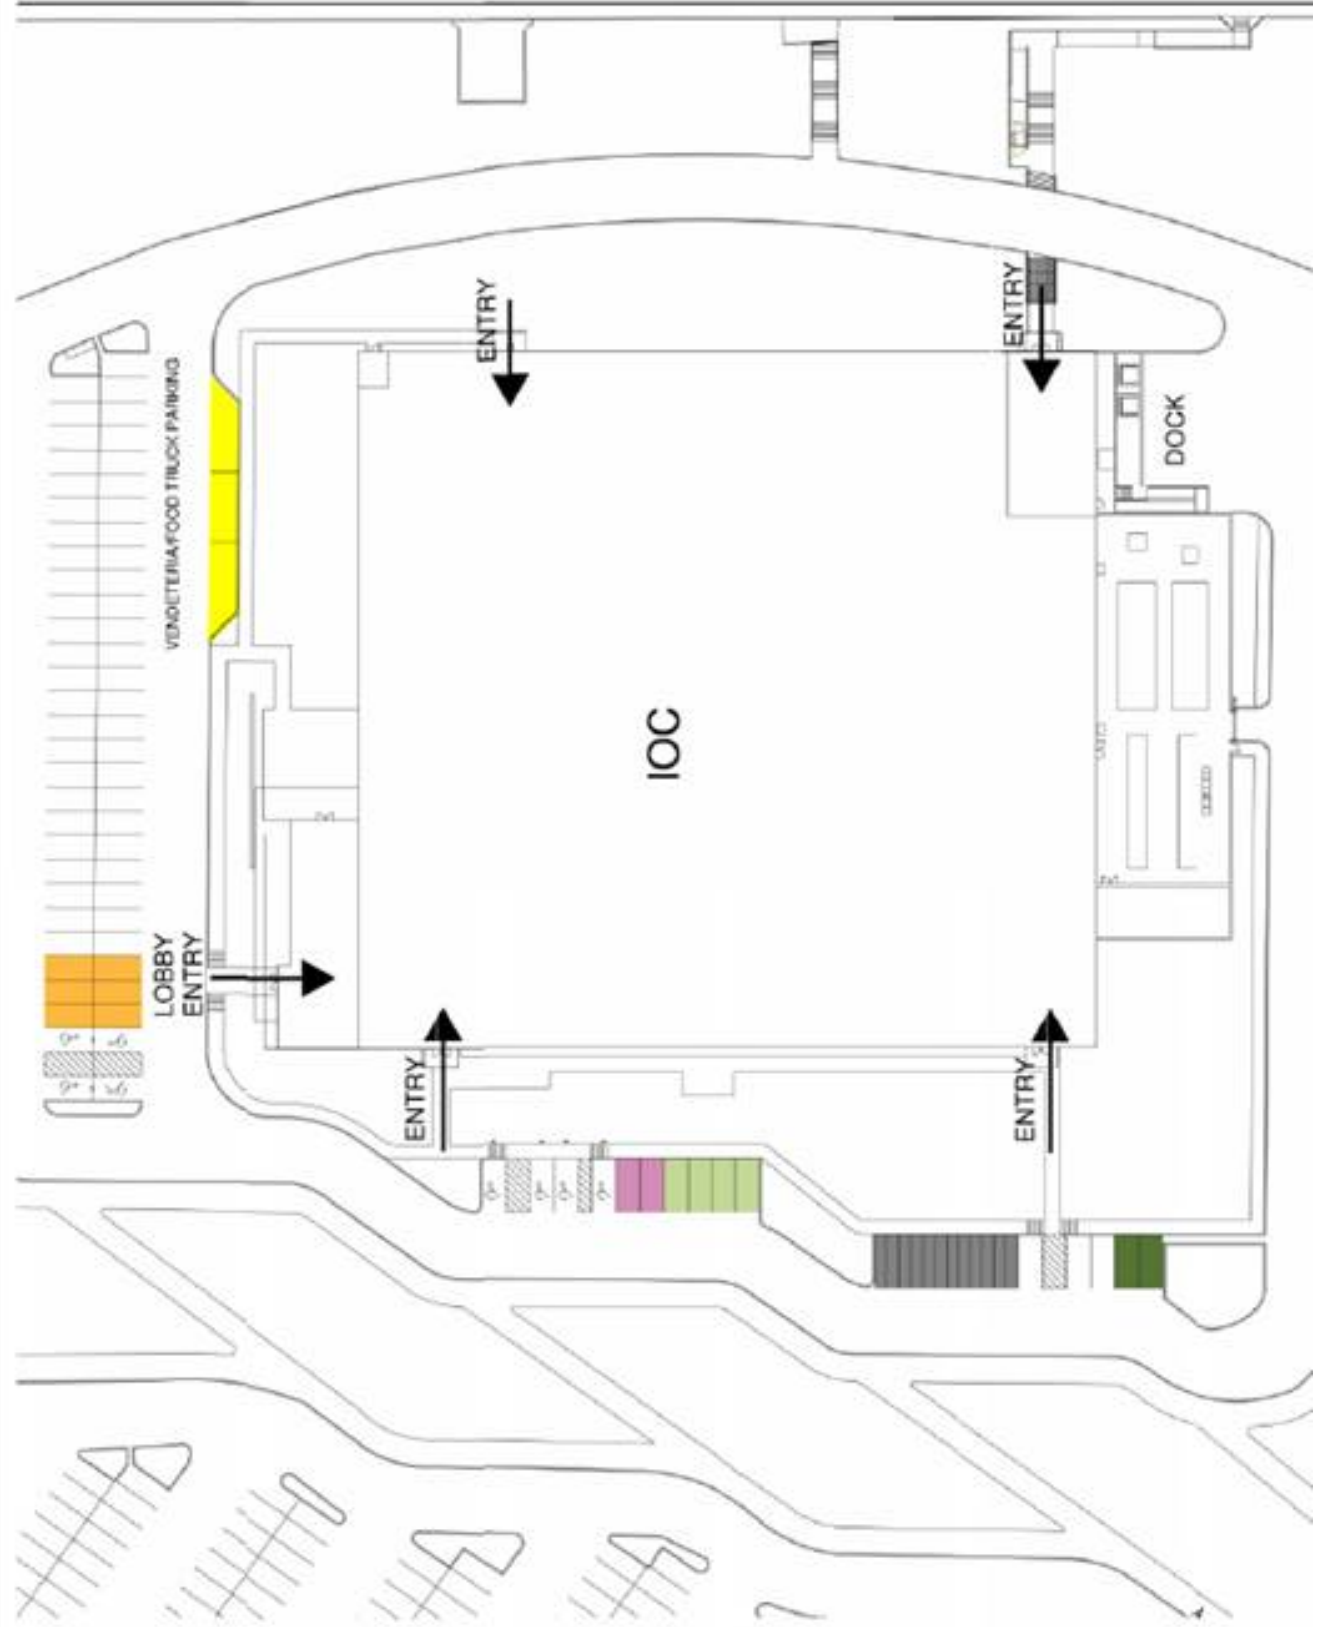 ENTRY
ENTRY
VENDETERIA/FOOD TRUCK PARKING
DOCK
IOC
LOBBY
ENTRY
ENTRY
ENTRY